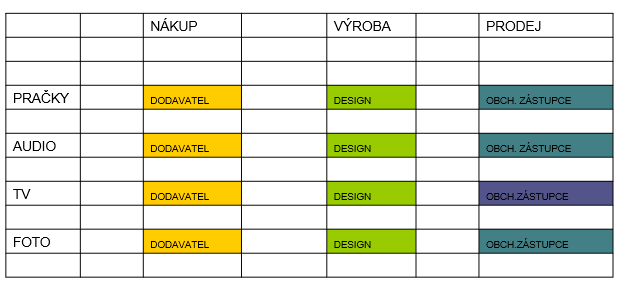 NÁKUP VÝROBA PRODEJ
PRAČKY DODAVATEL DESIGN OBCH. ZÁSTUPCE
AUDIO DODAVATEL DESIGN OBCH. ZÁSTUPCE
TV DODAVATEL DESIGN OBCH.ZÁSTUPCE
FOTO DODAVATEL DESIGN OBCH.ZÁSTUPCE